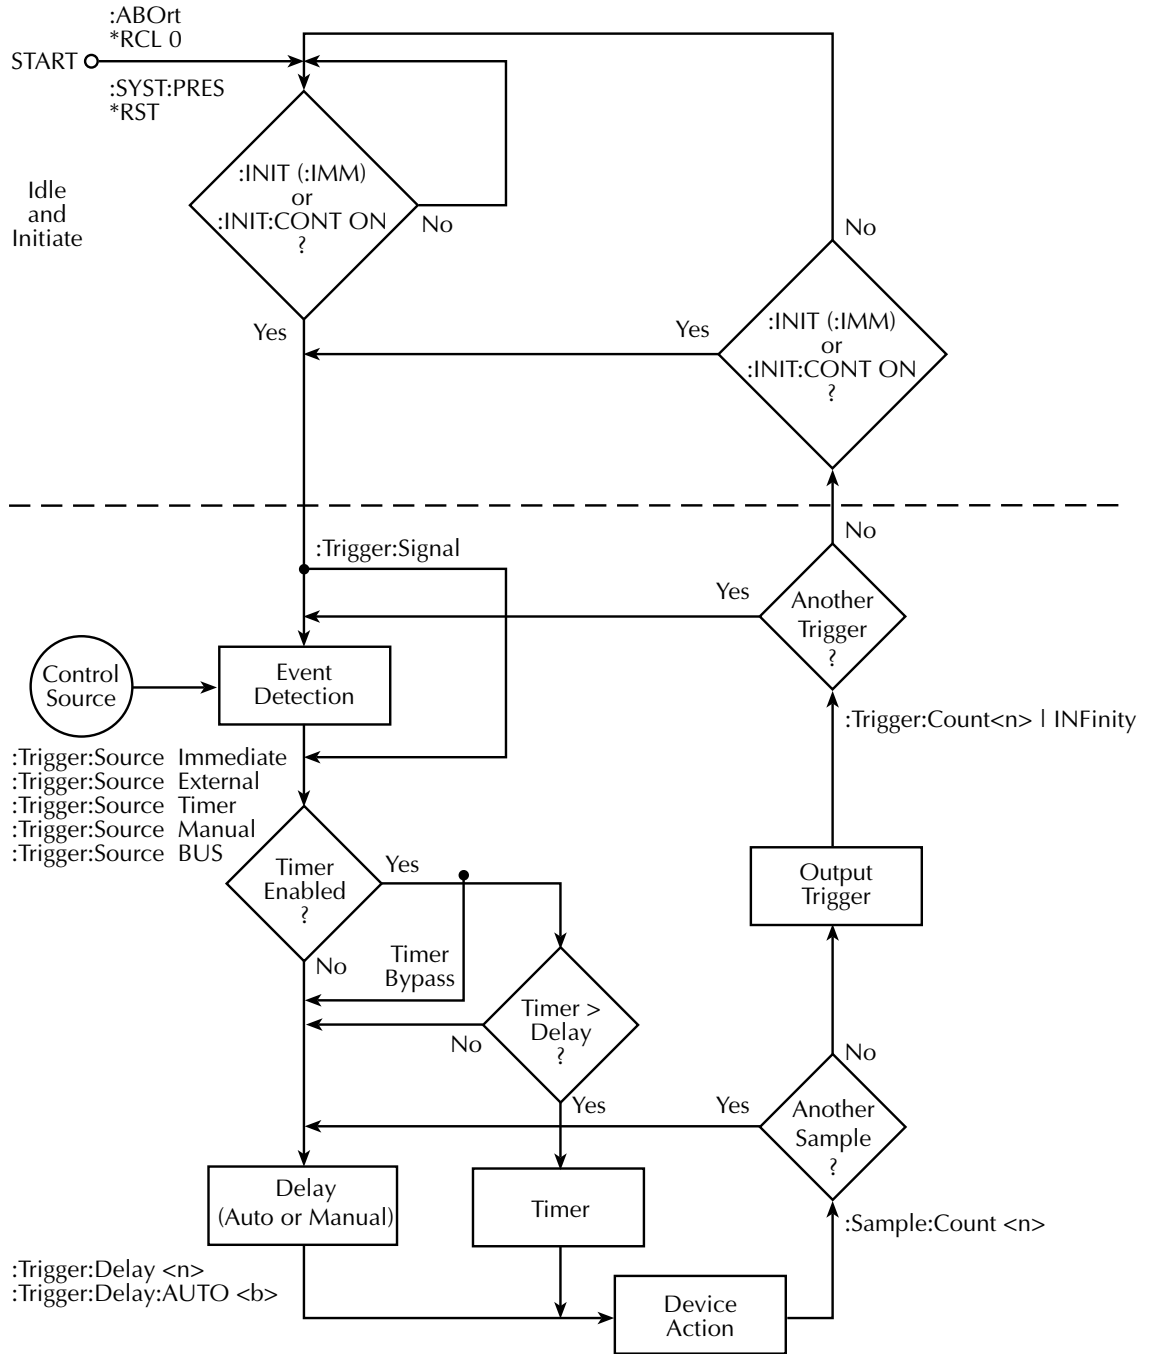 :ABOrt
*RCL 0
START
:SYST:PRES
*RST
Idle
and
Initiate
:INIT (:IMM)
or
:INIT:CONT ON
?
No
Yes
No
:INIT (:IMM)
or
:INIT:CONT ON
?
Yes
No
:Trigger:Signal
Yes
Another
Trigger
?
Control
Source
Event
Detection
:Trigger:Count<n> | INFinity
:Trigger:Source Immediate
:Trigger:Source External
:Trigger:Source Timer
:Trigger:Source Manual
:Trigger:Source BUS
Timer
Enabled
?
Yes
No
Timer
Bypass
Output
Trigger
Timer >
Delay
?
No
Yes
No
Yes
Another
Sample
?
Delay
(Auto or Manual)
Timer
:Sample:Count <n>
:Trigger:Delay <n>
:Trigger:Delay:AUTO <b>
Device
Action